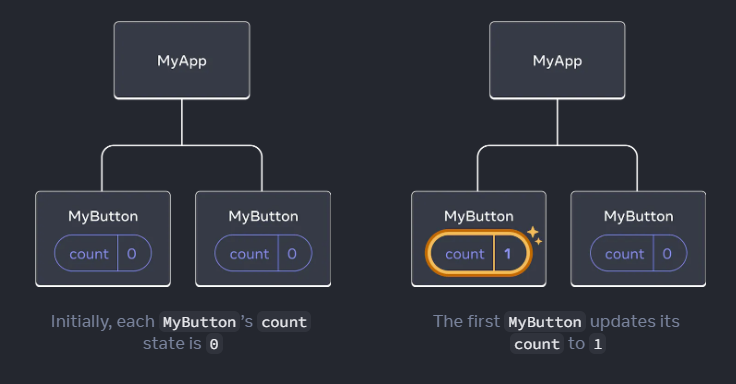 MyApp
MyButton
count 0
MyButton
count 0
Initially, each MyButton's count
state is 0
MyApp
MyButton
count 1
MyButton
count 0
The first MyButton updates its
count to 1